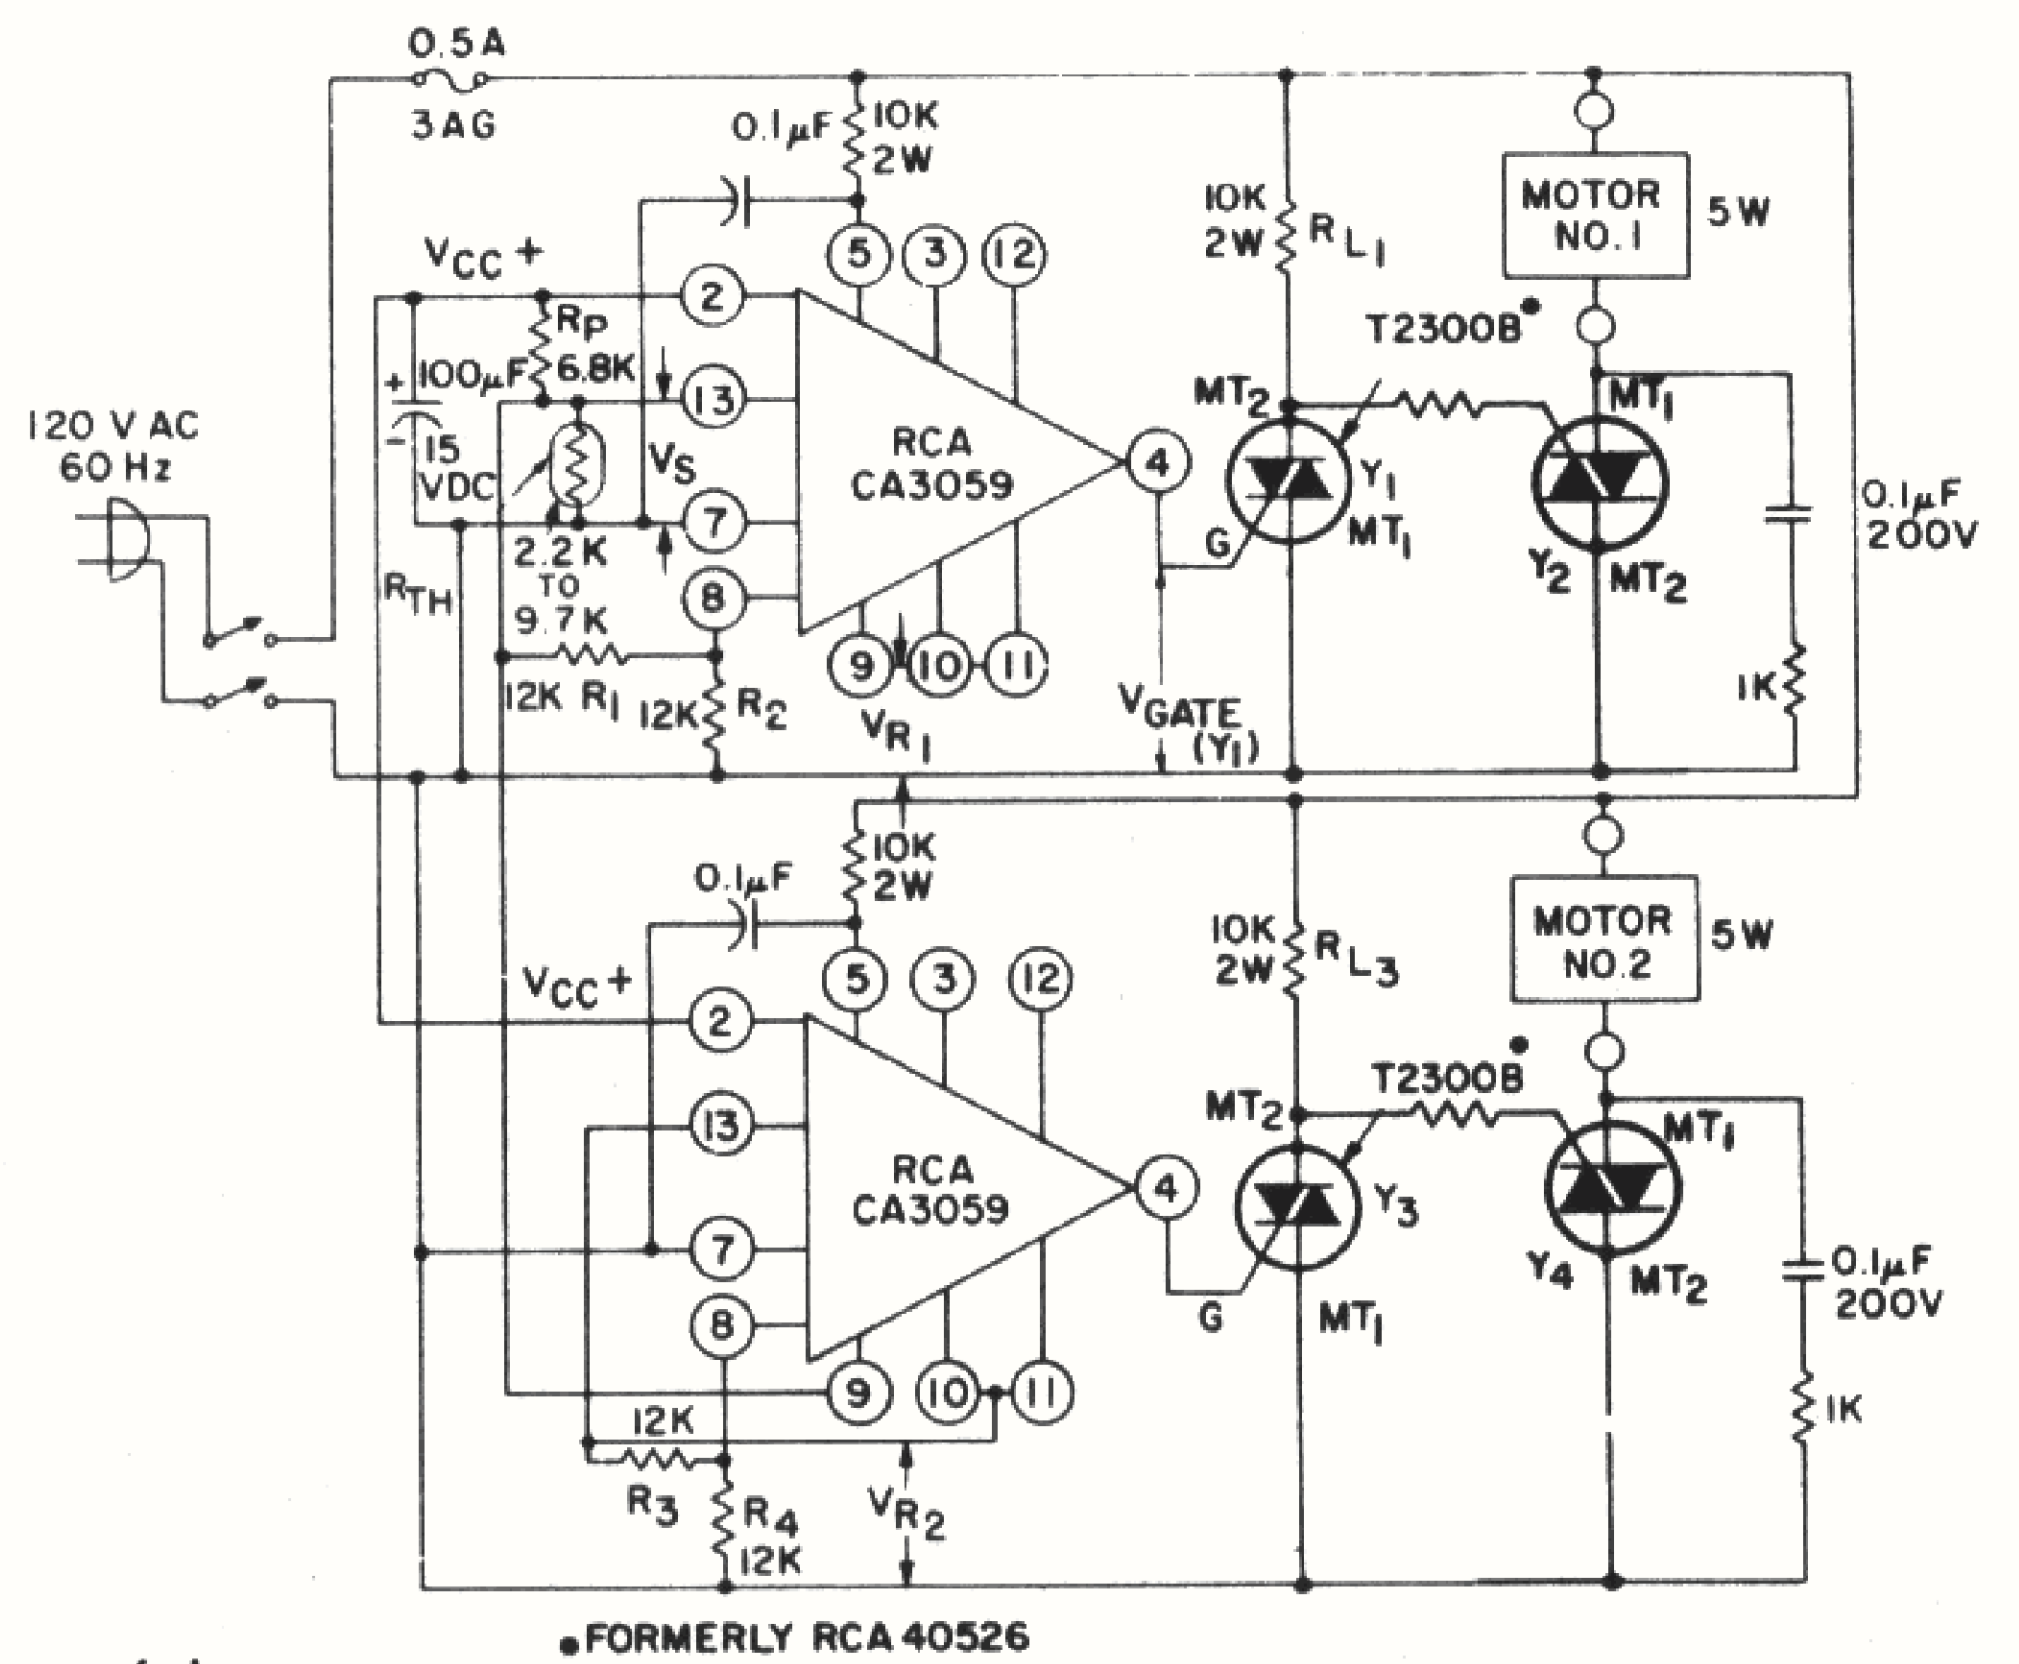 0.5A
3AG
0.1μF
10K
2W
10K
2W
RL1
MOTOR
NO.1
5W
VCC +
5
3
12
2
RP
6.8K
T2300B•
+
100μF
13
MT2
MT1
120 V AC
60 Hz
-
15
VDC
VS
RCA
CA3059
4
Y1
MT1
0.1μF
200V
7
G
2.2K
TO
9.7K
Y2
MT2
RTH
8
9
10
11
12K R1
12K
R2
VR1
VGATE
(Y1)
1K
10K
2W
0.1μF
10K
2W
RL3
MOTOR
NO.2
5W
VCC +
5
3
12
2
T2300B•
MT2
13
MT1
RCA
CA3059
4
Y3
7
Y4
MT2
0.1μF
200V
8
G
MT1
9
10
11
12K
1K
R3
R4
12K
VR2
•FORMERLY RCA 40526